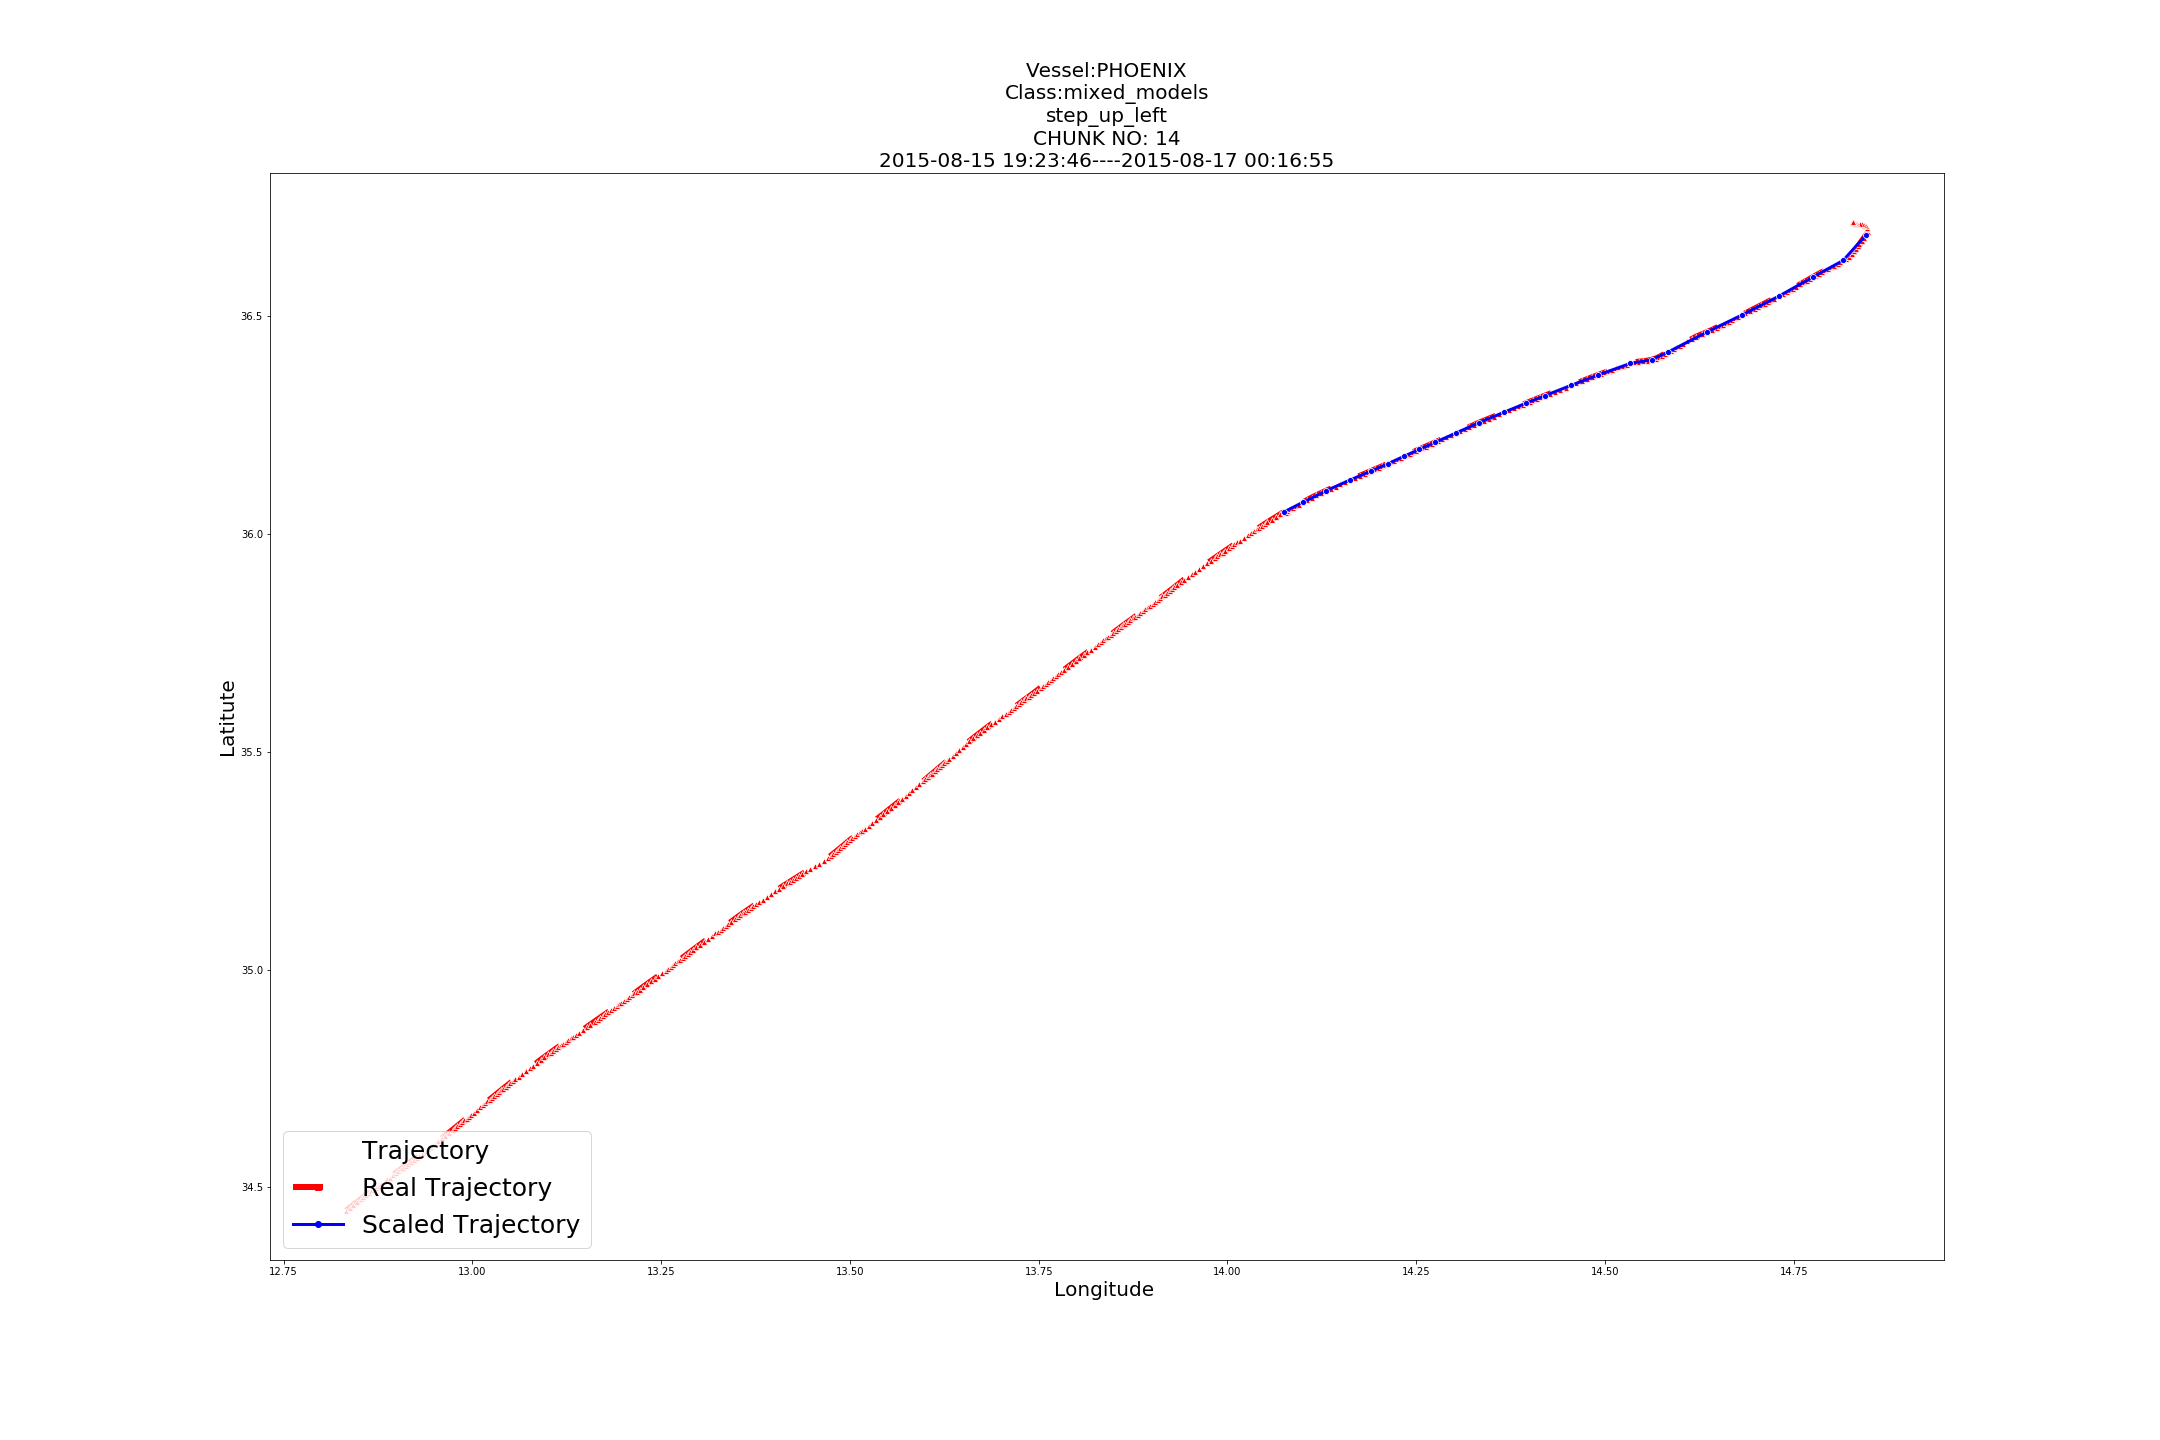 Vessel:PHOENIX
Class:mixed_models
step_up_left
CHUNK NO: 14
2015-08-15 19:23:46----2015-08-17 00:16:55
36.5
36.0
35.5
35.0
34.5
Latitute
Trajectory
Real Trajectory
Scaled Trajectory
12.75 13.00 13.25 13.50 13.75 14.00 14.25 14.50 14.75
Longitude